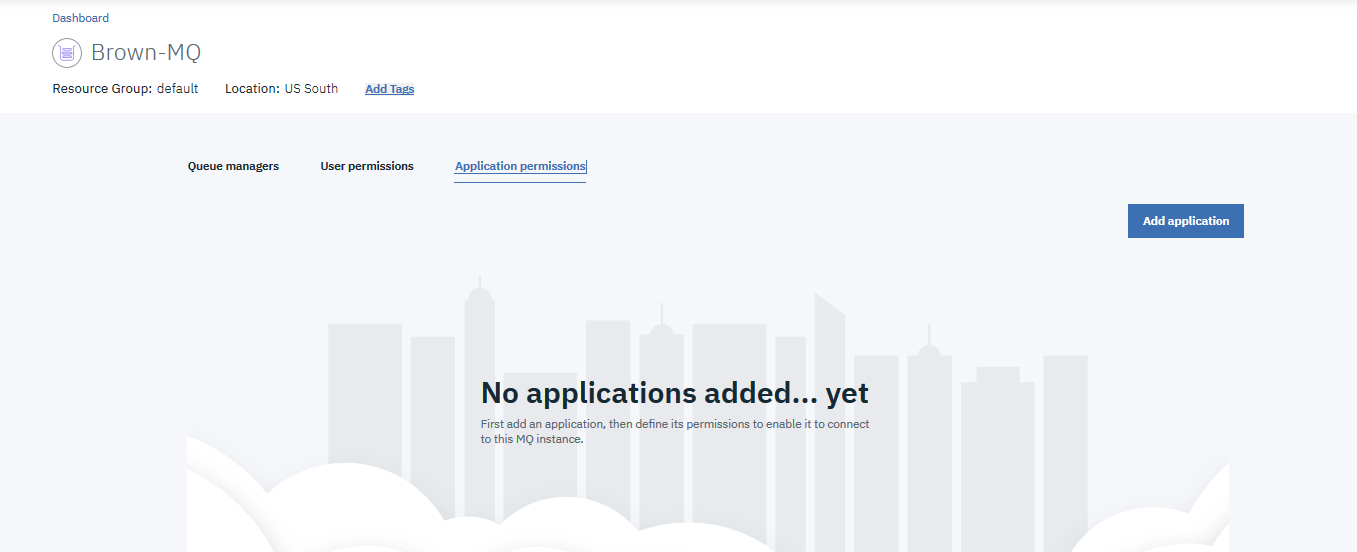 Dashboard
Brown-MQ
Resource Group: default Location: US South Add Tags
Queue managers User permissions Application permissions
Add application
No applications added... yet
First add an application, then define its permissions to enable it to connect
to this MQ instance.